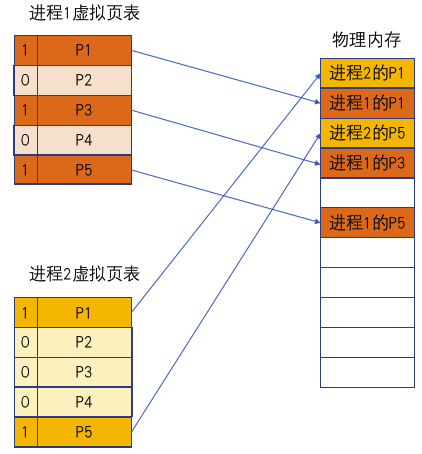 进程1虚拟页表
1 P1
0 P2
1 P3
0 P4
1 P5
物理内存
进程2的P1
进程1的P1
进程2的P5
进程1的P3
进程1的P5
进程2虚拟页表
1 P1
0 P2
0 P3
0 P4
1 P5